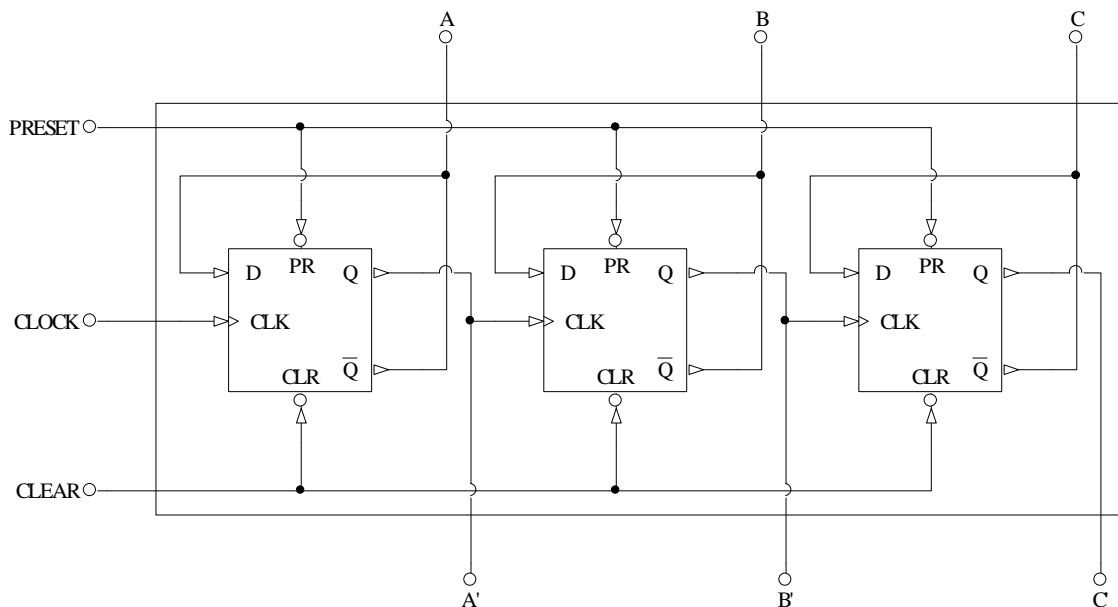 A B C
PRESET
PR PR PR
D Q D Q D Q
CLOCK
CLK CLK CLK
CLR Q̅ CLR Q̅ CLR Q̅
CLEAR
A' B' C'